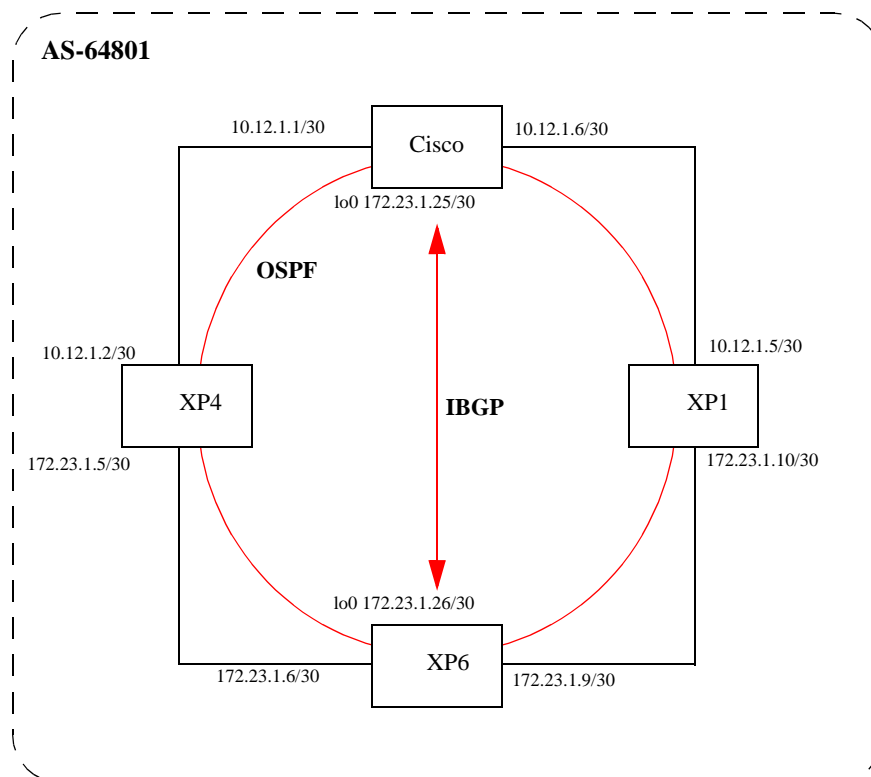 AS-64801
10.12.1.1/30
10.12.1.6/30
Cisco
lo0 172.23.1.25/30
OSPF
10.12.1.2/30
10.12.1.5/30
XP4
IBGP
XP1
172.23.1.5/30
172.23.1.10/30
lo0 172.23.1.26/30
XP6
172.23.1.6/30
172.23.1.9/30